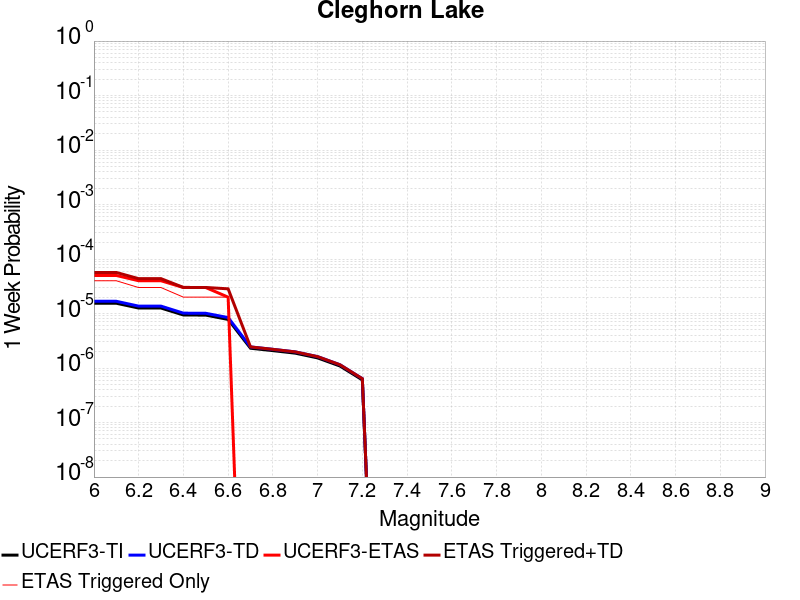 Cleghorn Lake
1 Week Probability
10^0
10^-1
10^-2
10^-3
10^-4
10^-5
10^-6
10^-7
10^-8
6 6.2 6.4 6.6 6.8 7 7.2 7.4 7.6 7.8 8 8.2 8.4 8.6 8.8 9
Magnitude
UCERF3-TI UCERF3-TD UCERF3-ETAS ETAS Triggered+TD
ETAS Triggered Only